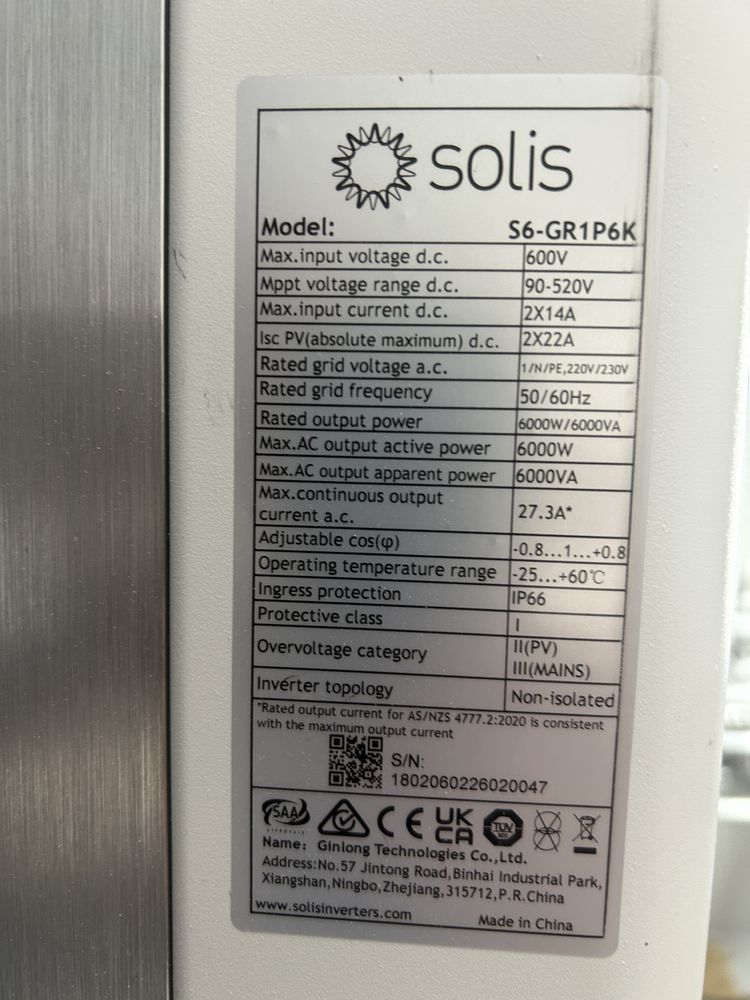 solis
Model: S6-GR1P6K
Max.input voltage d.c. 600V
Mppt voltage range d.c. 90-520V
Max.input current d.c. 2X14A
Isc PV(absolute maximum) d.c. 2X22A
Rated grid voltage a.c. 1/N/PE,220V/230V
Rated grid frequency 50/60Hz
Rated output power 6000W/6000VA
Max.AC output active power 6000W
Max.AC output apparent power 6000VA
Max.continuous output
current a.c. 27.3A*
Adjustable cos(φ) -0.8...1...+0.8
Operating temperature range -25...+60℃
Ingress protection IP66
Protective class I
Overvoltage category II(PV)
III(MAINS)
Inverter topology Non-isolated
*Rated output current for AS/NZS 4777.2:2020 is consistent
with the maximum output current
S/N:
1802060226020047
SAA CE UK
CA TUV
Name: Ginlong Technologies Co.,Ltd.
Address:No.57 Jintong Road,Binhai Industrial Park,
Xiangshan,Ningbo,Zhejiang,315712,P.R.China
www.solisinverters.com Made in China